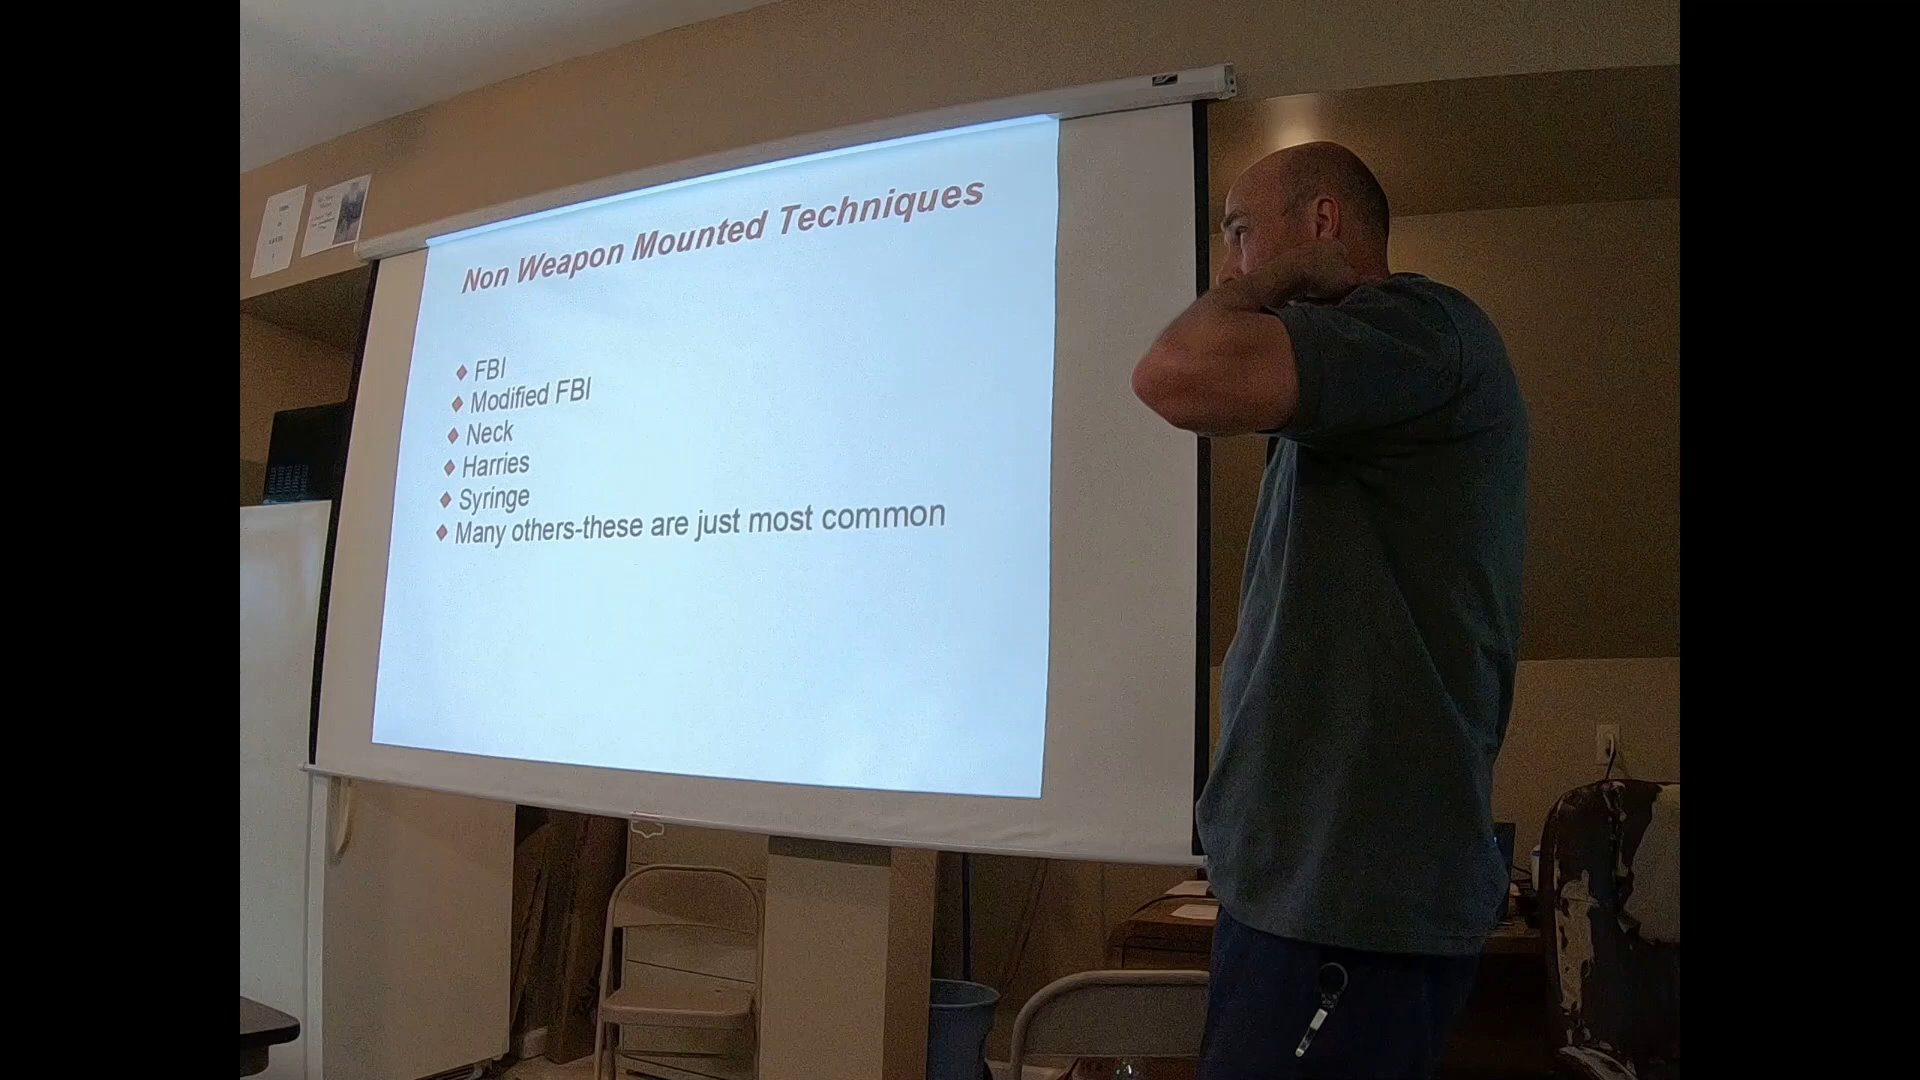 Non Weapon Mounted Techniques
FBI
Modified FBI
Neck
Harries
Syringe
Many others-these are just most common